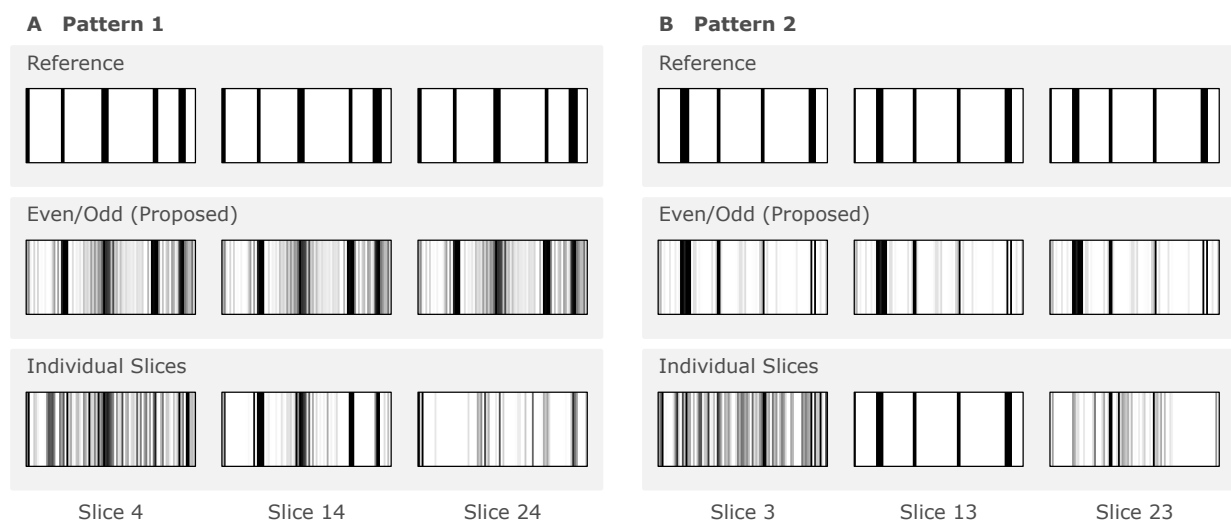 A Pattern 1
Reference
Even/Odd (Proposed)
Individual Slices
Slice 4 Slice 14 Slice 24
B Pattern 2
Reference
Even/Odd (Proposed)
Individual Slices
Slice 3 Slice 13 Slice 23